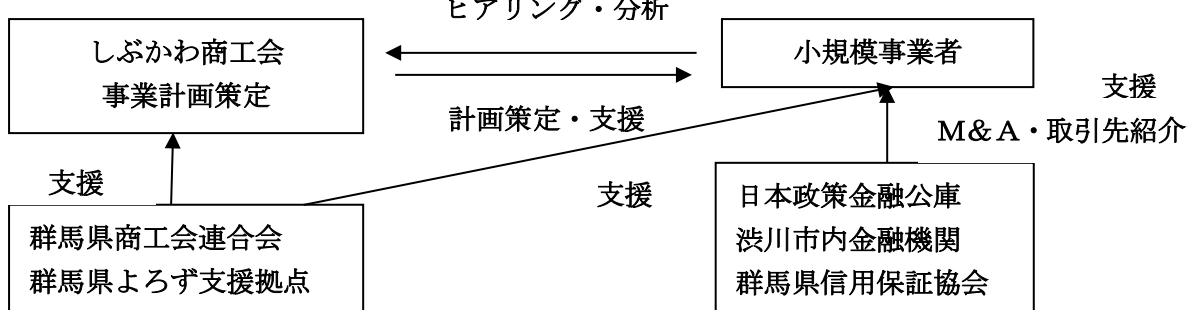 ヒアリング・分析
しぶかわ商工会
事業計画策定
小規模事業者
支援
計画策定・支援
M&A・取引先紹介
支援
支援
群馬県商工会連合会
群馬県よろず支援拠点
日本政策金融公庫
渋川市内金融機関
群馬県信用保証協会